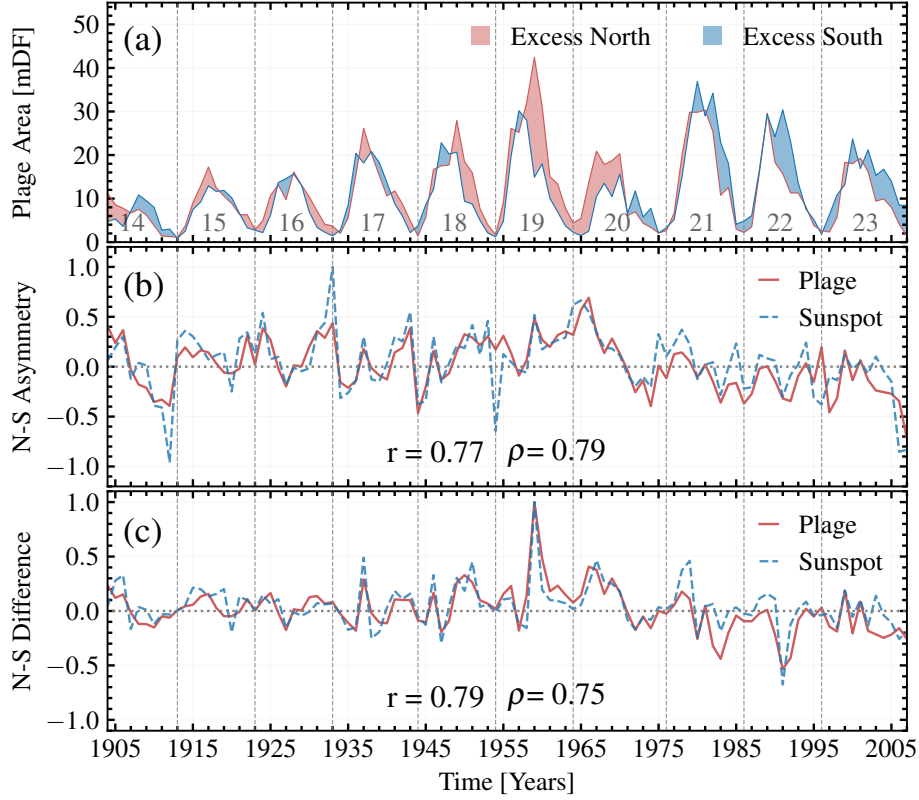 (a)
Excess North
Excess South
Plage Area [mDF]
50
40
30
20
10
0
14 15 16 17 18 19 20 21 22 23
(b)
Plage
Sunspot
N-S Asymmetry
1.0
0.5
0.0
−0.5
−1.0
r = 0.77 ρ = 0.79
(c)
Plage
Sunspot
N-S Difference
1.0
0.5
0.0
−0.5
−1.0
r = 0.79 ρ = 0.75
1905 1915 1925 1935 1945 1955 1965 1975 1985 1995 2005
Time [Years]